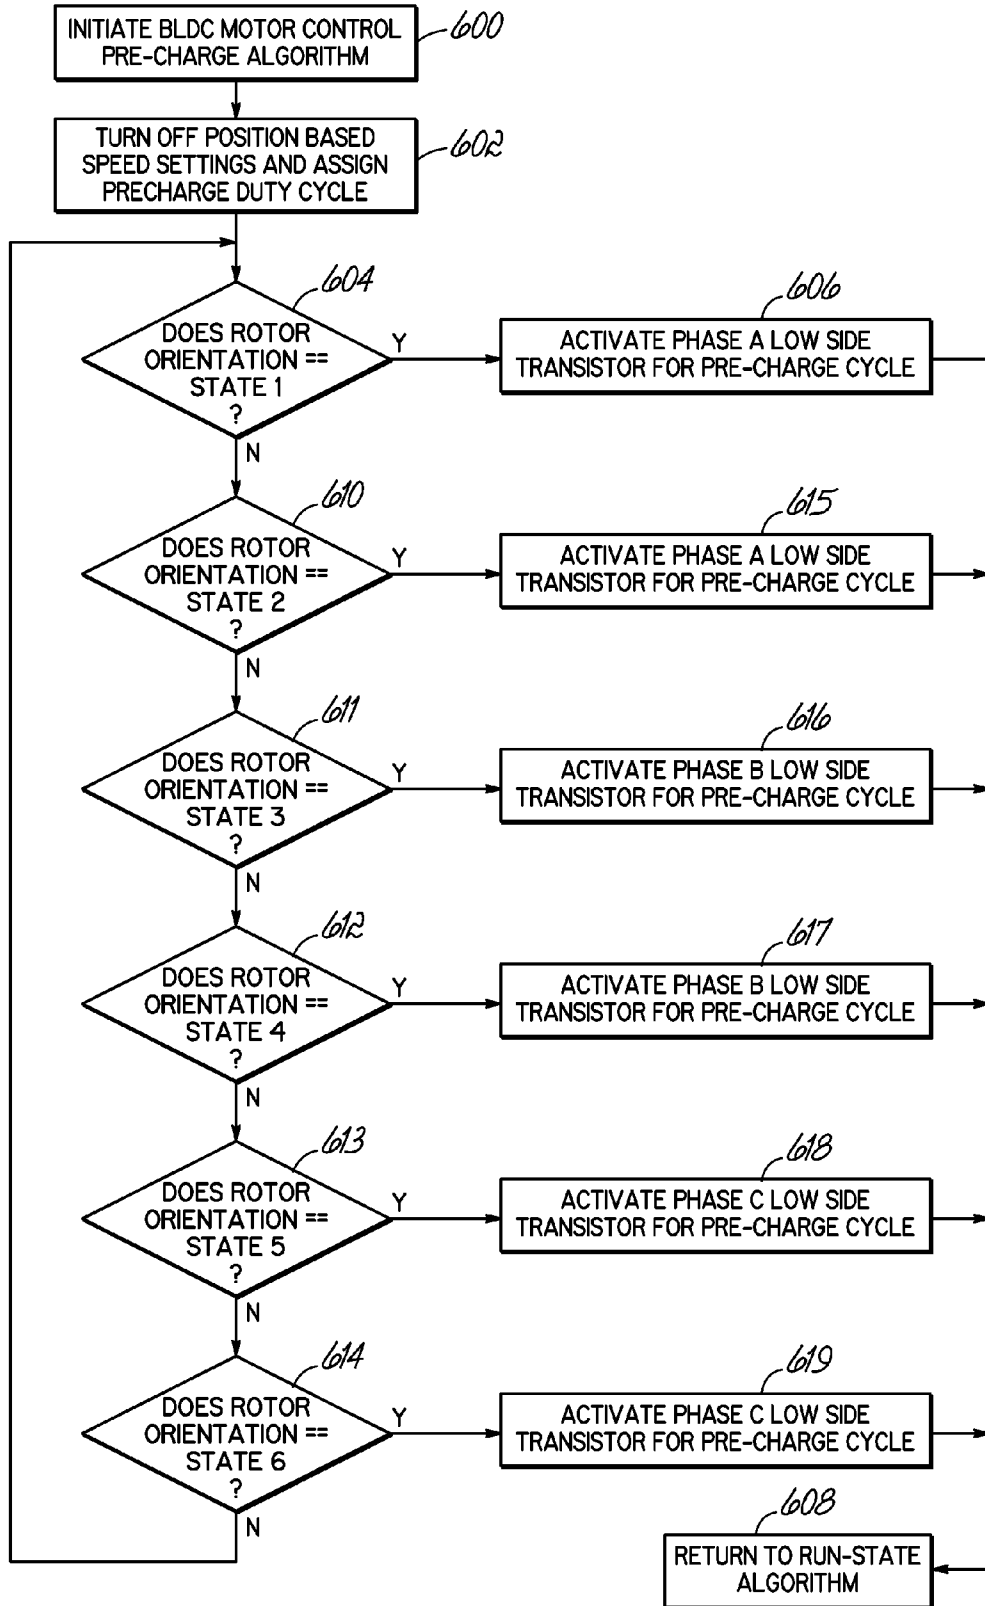 INITIATE BLDC MOTOR CONTROL
PRE-CHARGE ALGORITHM
600
TURN OFF POSITION BASED
SPEED SETTINGS AND ASSIGN
PRECHARGE DUTY CYCLE
602
604
DOES ROTOR
ORIENTATION ==
STATE 1
?
Y
N
606
ACTIVATE PHASE A LOW SIDE
TRANSISTOR FOR PRE-CHARGE CYCLE
610
DOES ROTOR
ORIENTATION ==
STATE 2
?
Y
N
615
ACTIVATE PHASE A LOW SIDE
TRANSISTOR FOR PRE-CHARGE CYCLE
611
DOES ROTOR
ORIENTATION ==
STATE 3
?
Y
N
616
ACTIVATE PHASE B LOW SIDE
TRANSISTOR FOR PRE-CHARGE CYCLE
612
DOES ROTOR
ORIENTATION ==
STATE 4
?
Y
N
617
ACTIVATE PHASE B LOW SIDE
TRANSISTOR FOR PRE-CHARGE CYCLE
613
DOES ROTOR
ORIENTATION ==
STATE 5
?
Y
N
618
ACTIVATE PHASE C LOW SIDE
TRANSISTOR FOR PRE-CHARGE CYCLE
614
DOES ROTOR
ORIENTATION ==
STATE 6
?
Y
N
619
ACTIVATE PHASE C LOW SIDE
TRANSISTOR FOR PRE-CHARGE CYCLE
608
RETURN TO RUN-STATE
ALGORITHM